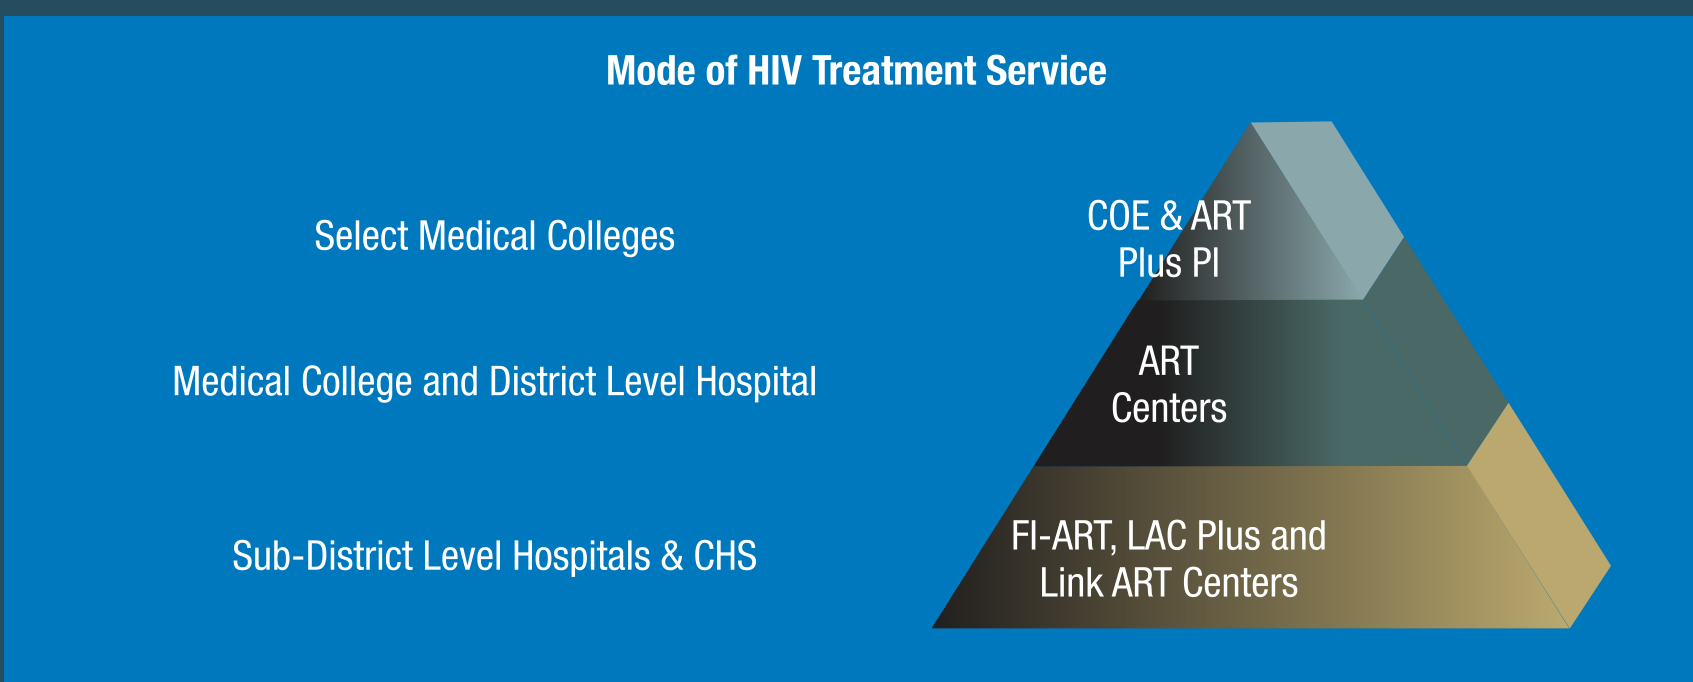 Mode of HIV Treatment Service
Select Medical Colleges
COE & ART
Plus PI
Medical College and District Level Hospital
ART
Centers
Sub-District Level Hospitals & CHS
FI-ART, LAC Plus and
Link ART Centers